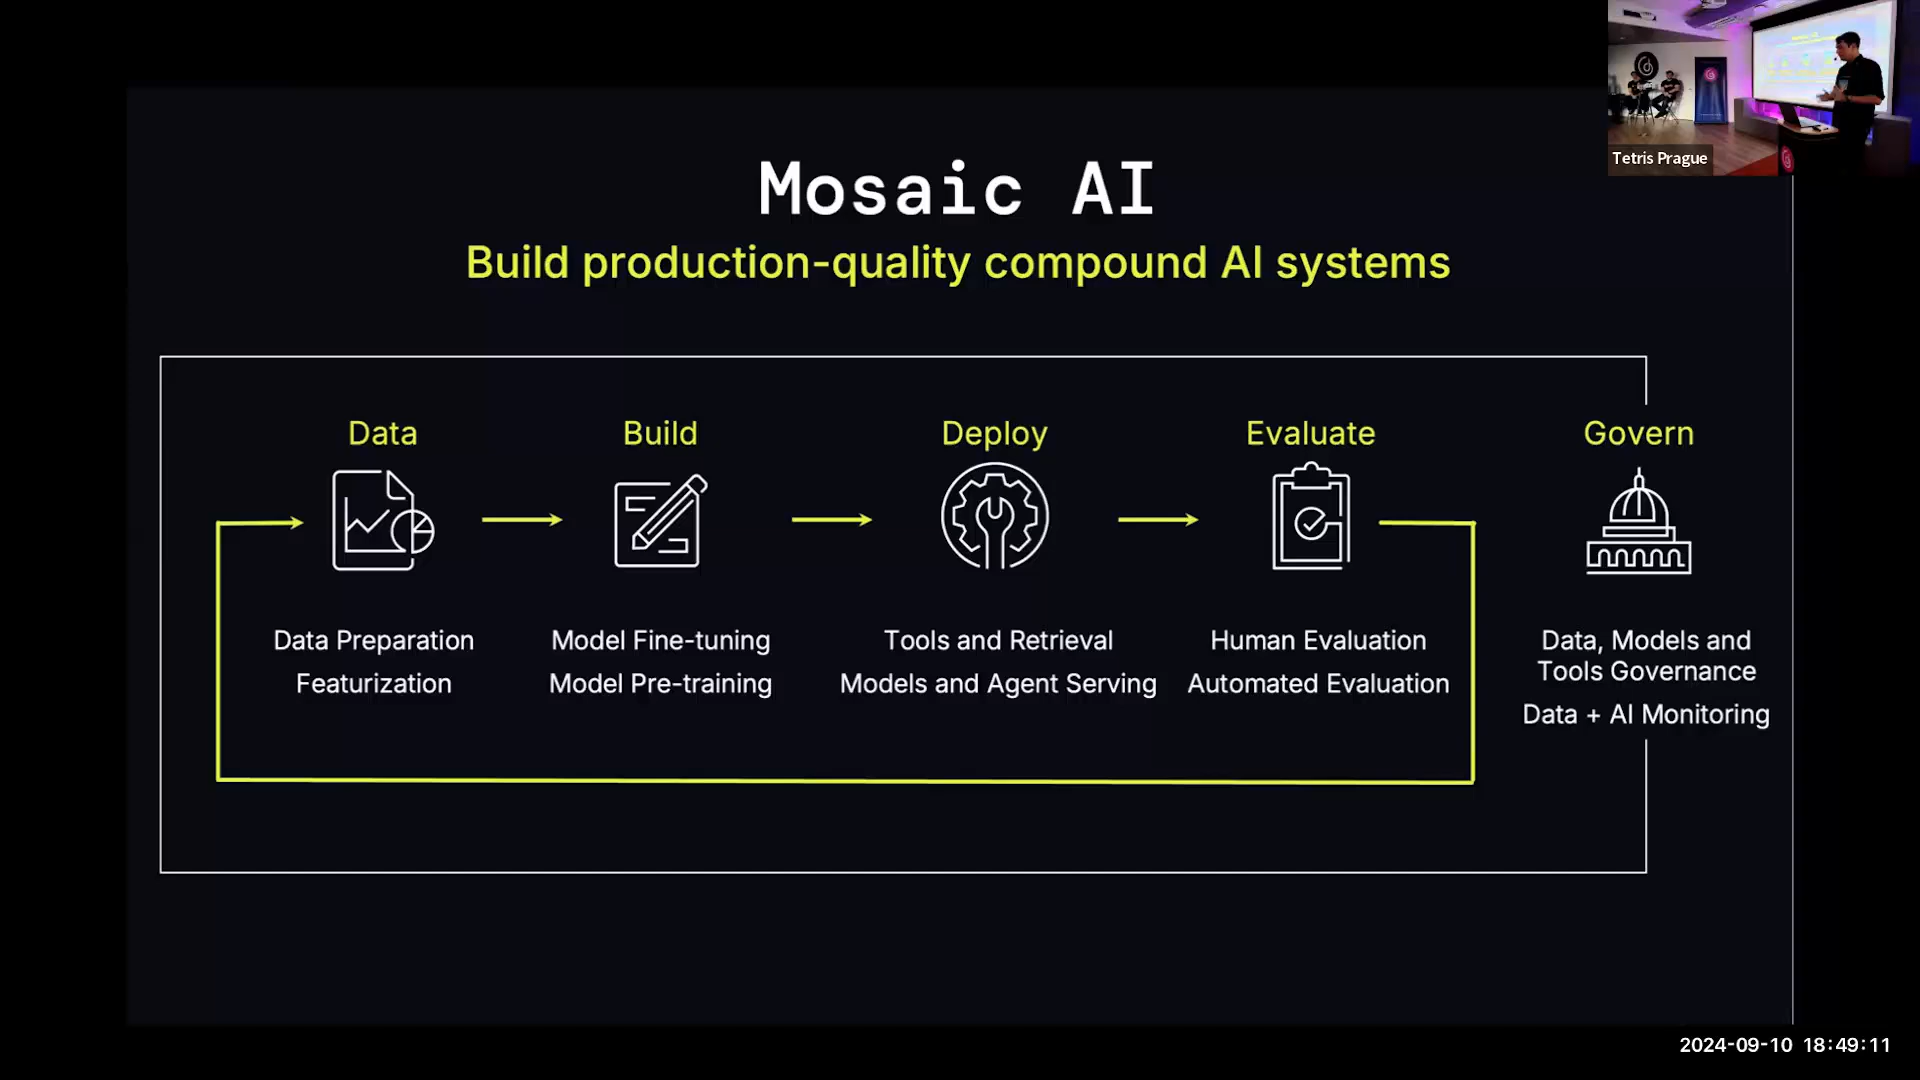 Tetris Prague
Mosaic AI
Build production-quality compound AI systems
Data
Build
Deploy
Evaluate
Govern
Data Preparation
Featurization
Model Fine-tuning
Model Pre-training
Tools and Retrieval
Models and Agent Serving
Human Evaluation
Automated Evaluation
Data, Models and
Tools Governance
Data + AI Monitoring
2024-09-10 18:49:11